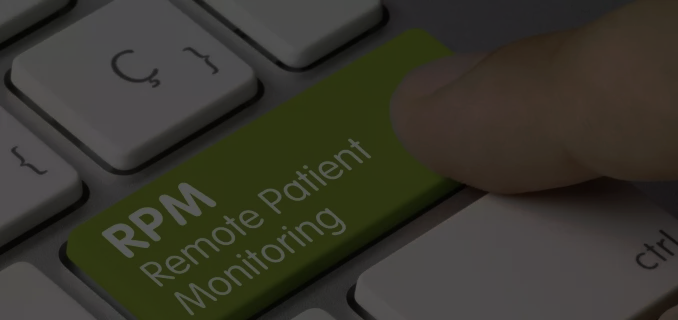 Ç }
{
RPM
Remote Patient
Monitoring
ctrl